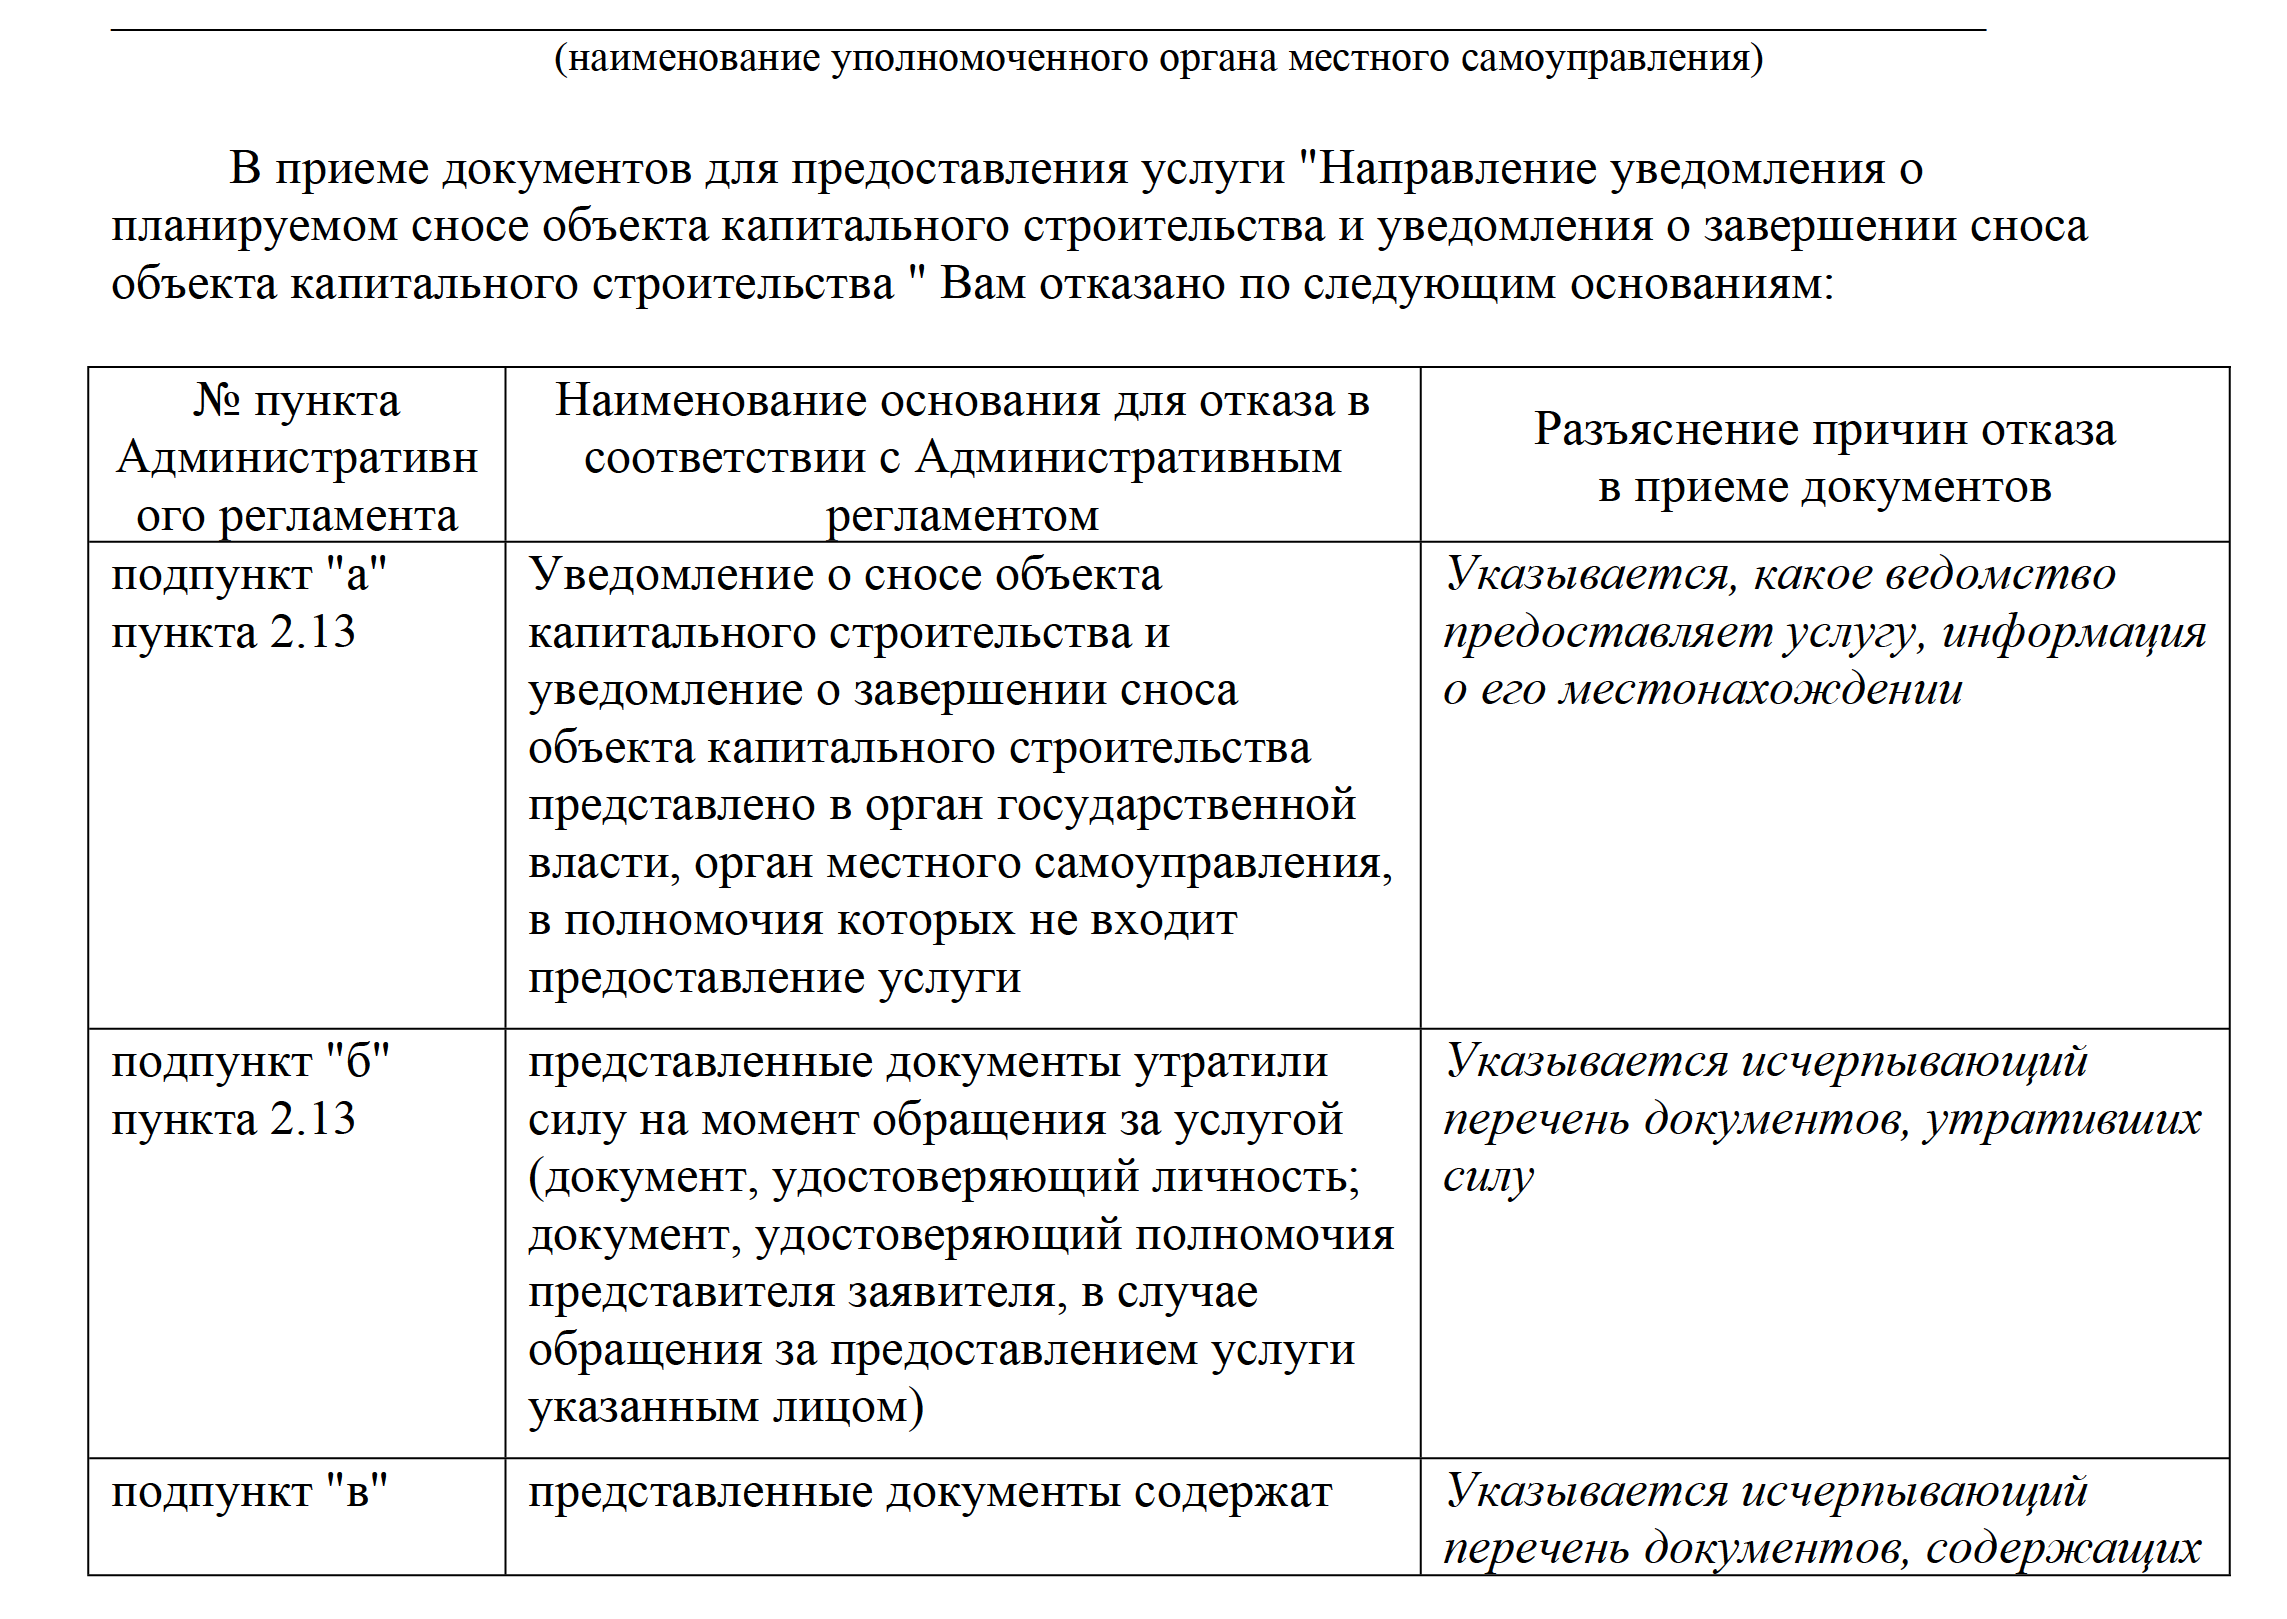 (наименование уполномоченного органа местного самоуправления)
В приеме документов для предоставления услуги "Направление уведомления о
планируемом сносе объекта капитального строительства и уведомления о завершении сноса
объекта капитального строительства " Вам отказано по следующим основаниям:
№ пункта
Административн
ого регламента
Наименование основания для отказа в
соответствии с Административным
регламентом
Разъяснение причин отказа
в приеме документов
подпункт "а"
пункта 2.13
Уведомление о сносе объекта
капитального строительства и
уведомление о завершении сноса
объекта капитального строительства
представлено в орган государственной
власти, орган местного самоуправления,
в полномочия которых не входит
предоставление услуги
Указывается, какое ведомство
предоставляет услугу, информация
о его местонахождении
подпункт "б"
пункта 2.13
представленные документы утратили
силу на момент обращения за услугой
(документ, удостоверяющий личность;
документ, удостоверяющий полномочия
представителя заявителя, в случае
обращения за предоставлением услуги
указанным лицом)
Указывается исчерпывающий
перечень документов, утративших
силу
подпункт "в"
представленные документы содержат
Указывается исчерпывающий
перечень документов, содержащих